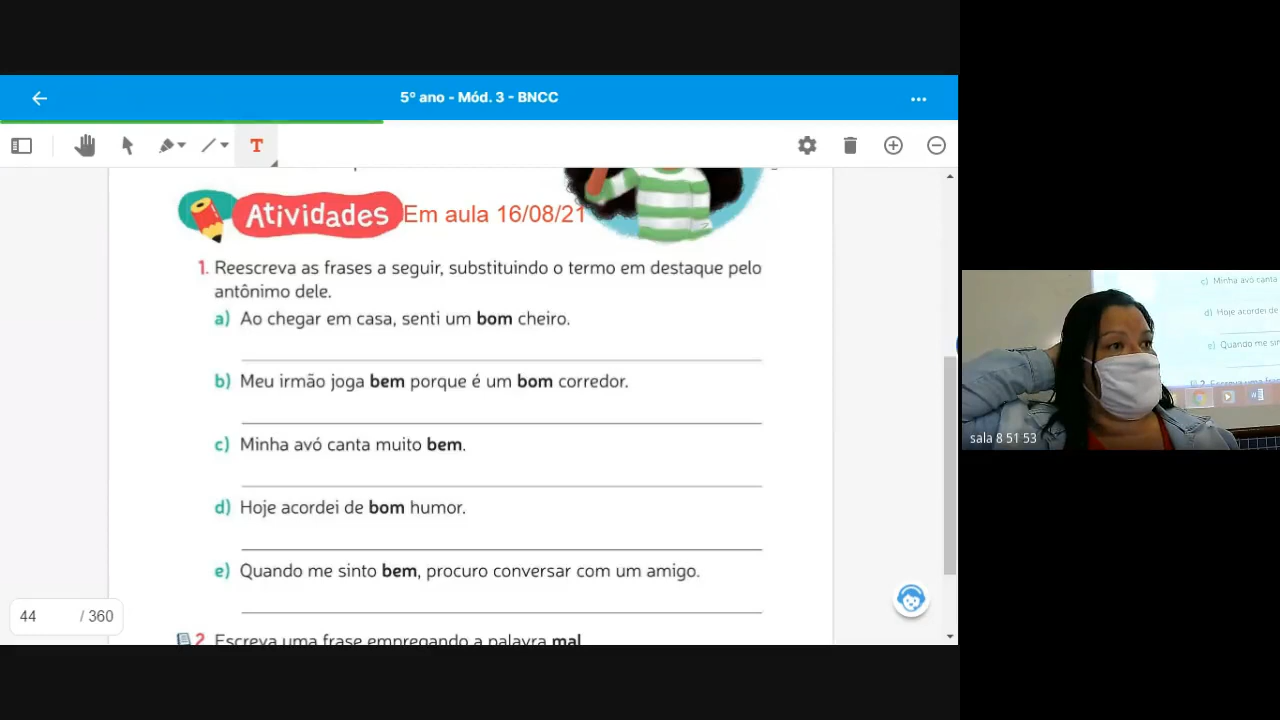 5º ano - Mód. 3 - BNCC
T
Atividades Em aula 16/08/21
1. Reescreva as frases a seguir, substituindo o termo em destaque pelo
antônimo dele.
a) Ao chegar em casa, senti um bom cheiro.
b) Meu irmão joga bem porque é um bom corredor.
c) Minha avó canta muito bem.
d) Hoje acordei de bom humor.
e) Quando me sinto bem, procuro conversar com um amigo.
44 / 360
2 Escreva uma frase empregando a palavra mal
c) Minha avó canta
d) Hoje acordei de
e) Quando me sin
2 Escreva uma fra
sala 8 51 53